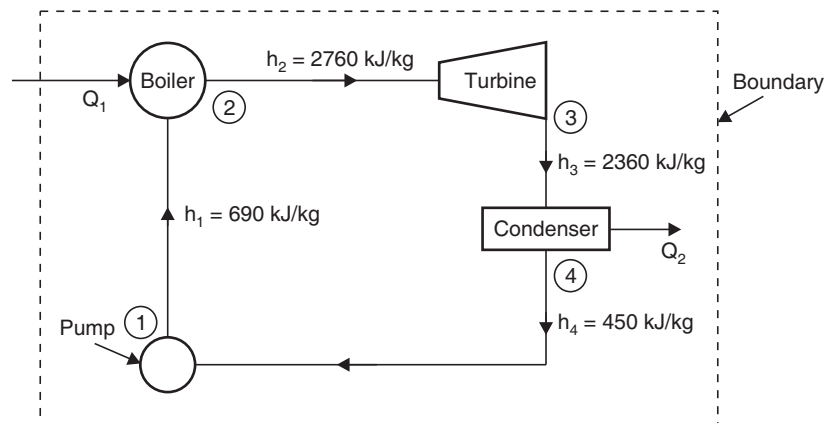 h₂ = 2760 kJ/kg
Boiler
Turbine
Boundary
Q₁
2
3
h₃ = 2360 kJ/kg
h₁ = 690 kJ/kg
Condenser
Q₂
4
Pump
1
h₄ = 450 kJ/kg